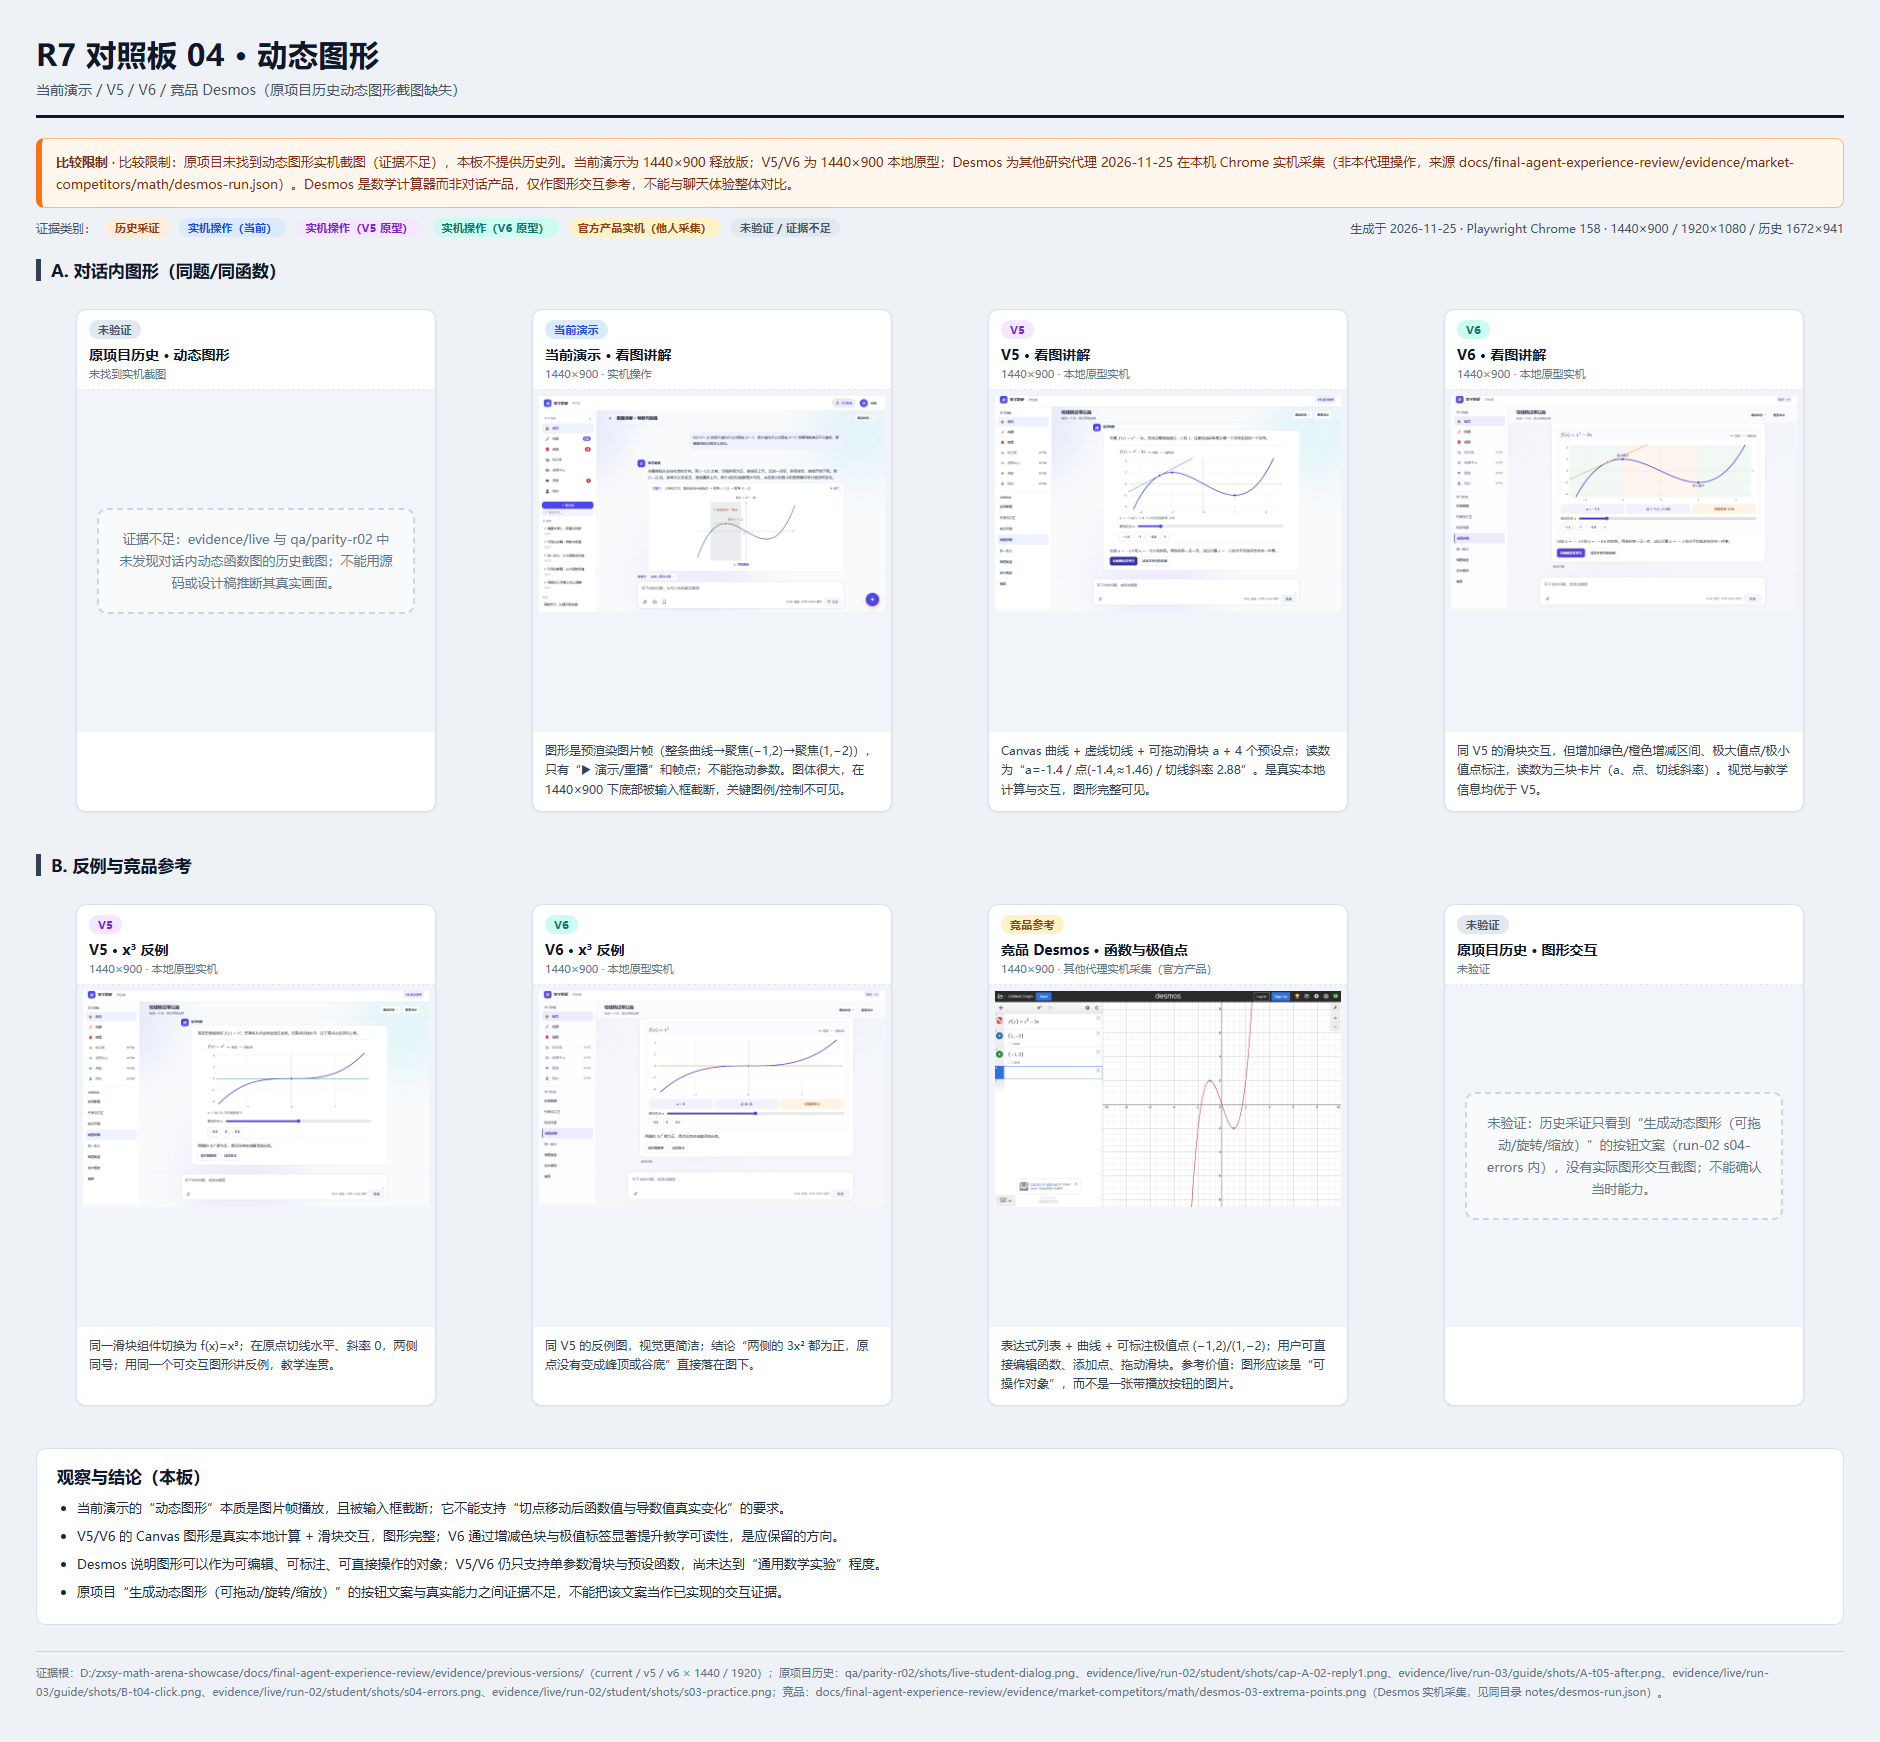 R7 对照板 04 • 动态图形
当前演示 / V5 / V6 / 竞品 Desmos（原项目历史动态图形截图缺失）
比较限制 · 比较限制：原项目未找到动态图形实机截图（证据不足），本板不提供历史列。当前演示为 1440×900 释放版；V5/V6 为 1440×900 本地原型；Desmos 为其他研究代理 2026-11-25 在本机 Chrome 实机采集（非本代理操作，来源 docs/final-agent-experience-review/evidence/market-
competitors/math/desmos-run.json）。Desmos 是数学计算器而非对话产品，仅作图形交互参考，不能与聊天体验整体对比。
证据类别： 历史采证 实机操作（当前） 实机操作（V5 原型） 实机操作（V6 原型） 官方产品实机（他人采集） 未验证 / 证据不足
生成于 2026-11-25 · Playwright Chrome 158 · 1440×900 / 1920×1080 / 历史 1672×941
A. 对话内图形（同题/同函数）
未验证
原项目历史 • 动态图形
未找到实机截图
证据不足：evidence/live 与 qa/parity-r02 中
未发现对话内动态函数图的历史截图；不能用源
码或设计稿推断其真实画面。
当前演示
当前演示 • 看图讲解
1440×900 · 实机操作
图形是预渲染图片帧（整条曲线→聚焦(−1,2)→聚焦(1,−2)），
只有“▶ 演示/重播”和帧点；不能拖动参数。图体很大，在
1440×900 下底部被输入框截断，关键图例/控制不可见。
V5
V5 • 看图讲解
1440×900 · 本地原型实机
Canvas 曲线 + 虚线切线 + 可拖动滑块 a + 4 个预设点；读数
为“a=-1.4 / 点(-1.4,≈1.46) / 切线斜率 2.88”。是真实本地
计算与交互，图形完整可见。
V6
V6 • 看图讲解
1440×900 · 本地原型实机
同 V5 的滑块交互，但增加绿色/橙色增减区间、极大值点/极小
值点标注，读数为三块卡片（a、点、切线斜率）。视觉与教学
信息均优于 V5。
B. 反例与竞品参考
V5
V5 • x³ 反例
1440×900 · 本地原型实机
同一滑块组件切换为 f(x)=x³；在原点切线水平、斜率 0，两侧
同号；用同一个可交互图形讲反例，教学连贯。
V6
V6 • x³ 反例
1440×900 · 本地原型实机
同 V5 的反例图，视觉更简洁；结论“两侧的 3x² 都为正，原
点没有变成峰顶或谷底”直接落在图下。
竞品参考
竞品 Desmos • 函数与极值点
1440×900 · 其他代理实机采集（官方产品）
desmos
表达式列表 + 曲线 + 可标注极值点 (−1,2)/(1,−2)；用户可直
接编辑函数、添加点、拖动滑块。参考价值：图形应该是“可
操作对象”，而不是一张带播放按钮的图片。
未验证
原项目历史 • 图形交互
未验证
未验证：历史采证只看到“生成动态图形（可拖
动/旋转/缩放）”的按钮文案（run-02 s04-
errors 内），没有实际图形交互截图；不能确认
当时能力。
观察与结论（本板）
• 当前演示的“动态图形”本质是图片帧播放，且被输入框截断；它不能支持“切点移动后函数值与导数值真实变化”的要求。
• V5/V6 的 Canvas 图形是真实本地计算 + 滑块交互，图形完整；V6 通过增减色块与极值标签显著提升教学可读性，是应保留的方向。
• Desmos 说明图形可以作为可编辑、可标注、可直接操作的对象；V5/V6 仍只支持单参数滑块与预设函数，尚未达到“通用数学实验”程度。
• 原项目“生成动态图形（可拖动/旋转/缩放）”的按钮文案与真实能力之间证据不足，不能把该文案当作已实现的交互证据。
证据根：D:/zxsy-math-arena-showcase/docs/final-agent-experience-review/evidence/previous-versions/（current / v5 / v6 × 1440 / 1920）；原项目历史：qa/parity-r02/shots/live-student-dialog.png、evidence/live/run-02/student/shots/cap-A-02-reply1.png、evidence/live/run-03/guide/shots/A-t05-after.png、evidence/live/run-
03/guide/shots/B-t04-click.png、evidence/live/run-02/student/shots/s04-errors.png、evidence/live/run-02/student/shots/s03-practice.png；竞品：docs/final-agent-experience-review/evidence/market-competitors/math/desmos-03-extrema-points.png（Desmos 实机采集，见同目录 notes/desmos-run.json）。